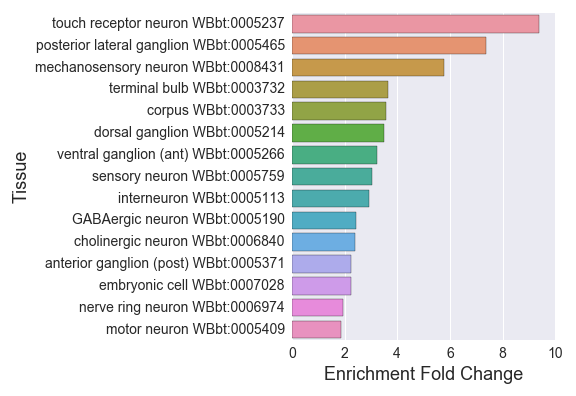 touch receptor neuron WBbt:0005237
posterior lateral ganglion WBbt:0005465
mechanosensory neuron WBbt:0008431
terminal bulb WBbt:0003732
corpus WBbt:0003733
dorsal ganglion WBbt:0005214
ventral ganglion (ant) WBbt:0005266
sensory neuron WBbt:0005759
interneuron WBbt:0005113
GABAergic neuron WBbt:0005190
cholinergic neuron WBbt:0006840
anterior ganglion (post) WBbt:0005371
embryonic cell WBbt:0007028
nerve ring neuron WBbt:0006974
motor neuron WBbt:0005409
Tissue
0 2 4 6 8 10
Enrichment Fold Change